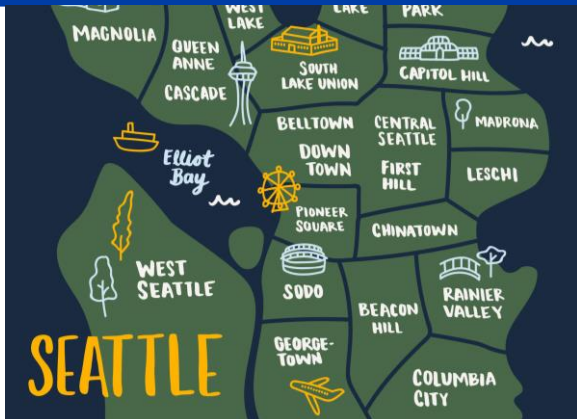 WEST
LAKE
LAKE
PARK
MAGNOLIA
QUEEN
ANNE
CASCADE
SOUTH
LAKE UNION
CAPITOL HILL
BELLTOWN
DOWN
TOWN
CENTRAL
SEATTLE
FIRST
HILL
MADRONA
LESCHI
Elliot
Bay
PIONEER
SQUARE
CHINATOWN
WEST
SEATTLE
SODO
BEACON
HILL
RAINIER
VALLEY
GEORGE-
TOWN
COLUMBIA
CITY
SEATTLE